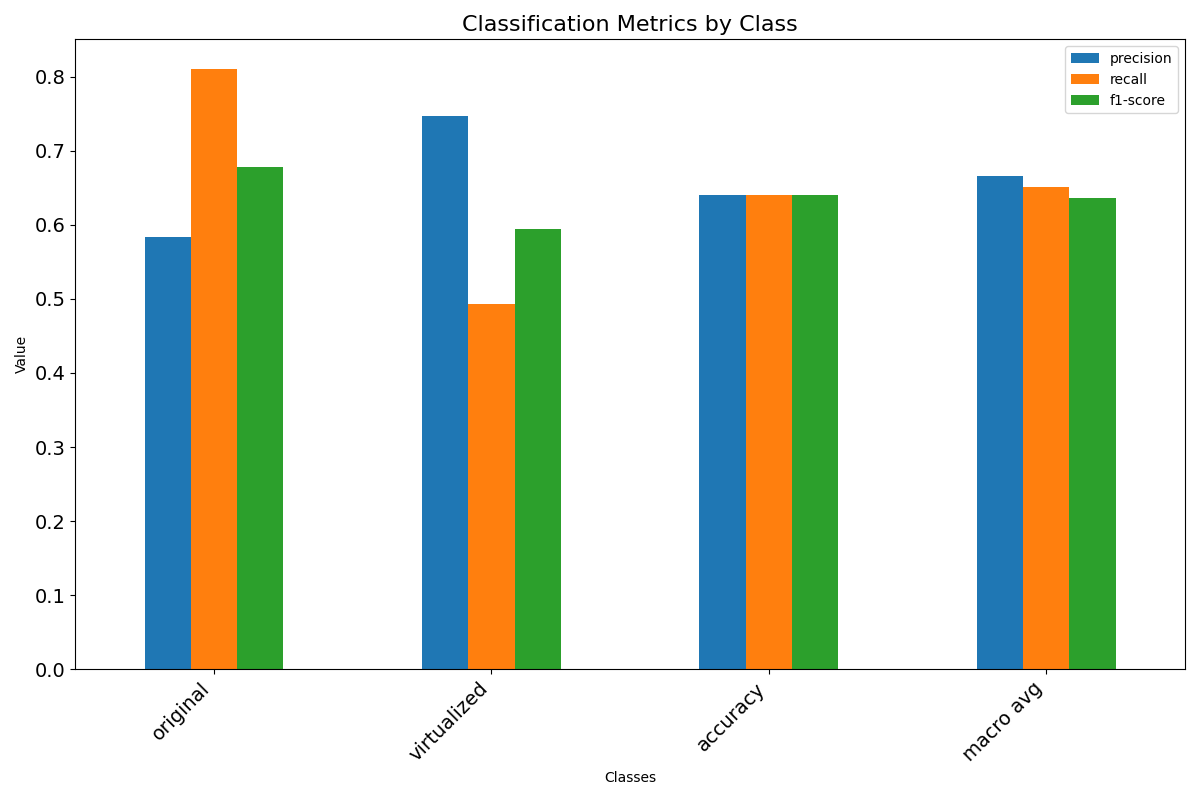 Classification Metrics by Class
precision
recall
f1-score
0.8
0.7
0.6
0.5
0.4
0.3
0.2
0.1
0.0
Value
original
virtualized
accuracy
macro avg
Classes